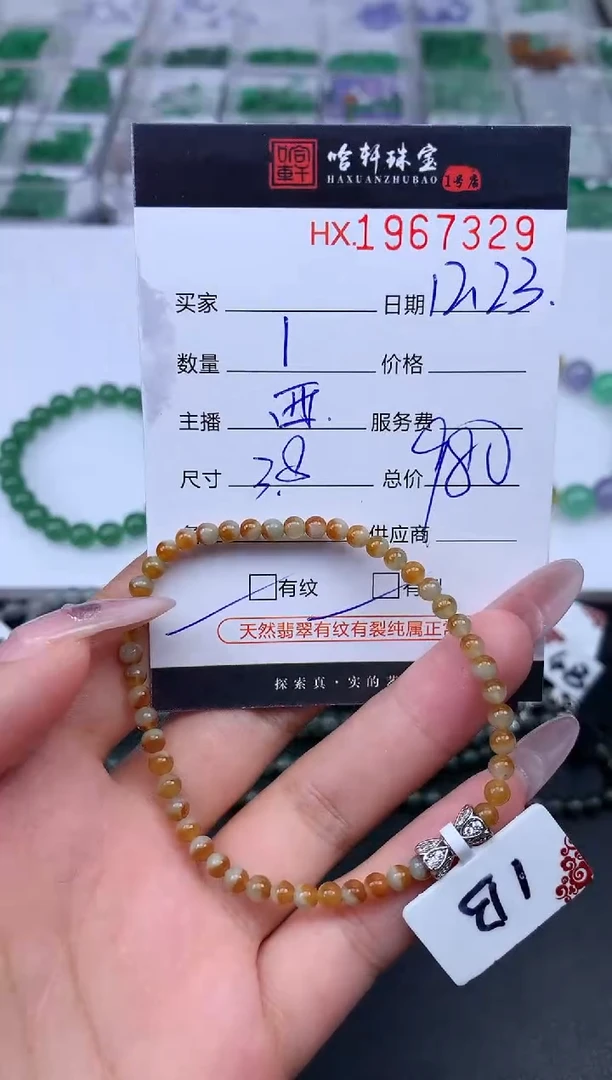 哈轩珠宝
HAXUANZHUBAO 1号店
HX.1967329
买家 日期 12.23.
数量 1 价格
主播 西. 服务费
尺寸 3.8 总价 980
供应商
有纹 有
天然翡翠有纹有裂纯属正
探索真·实的
1B